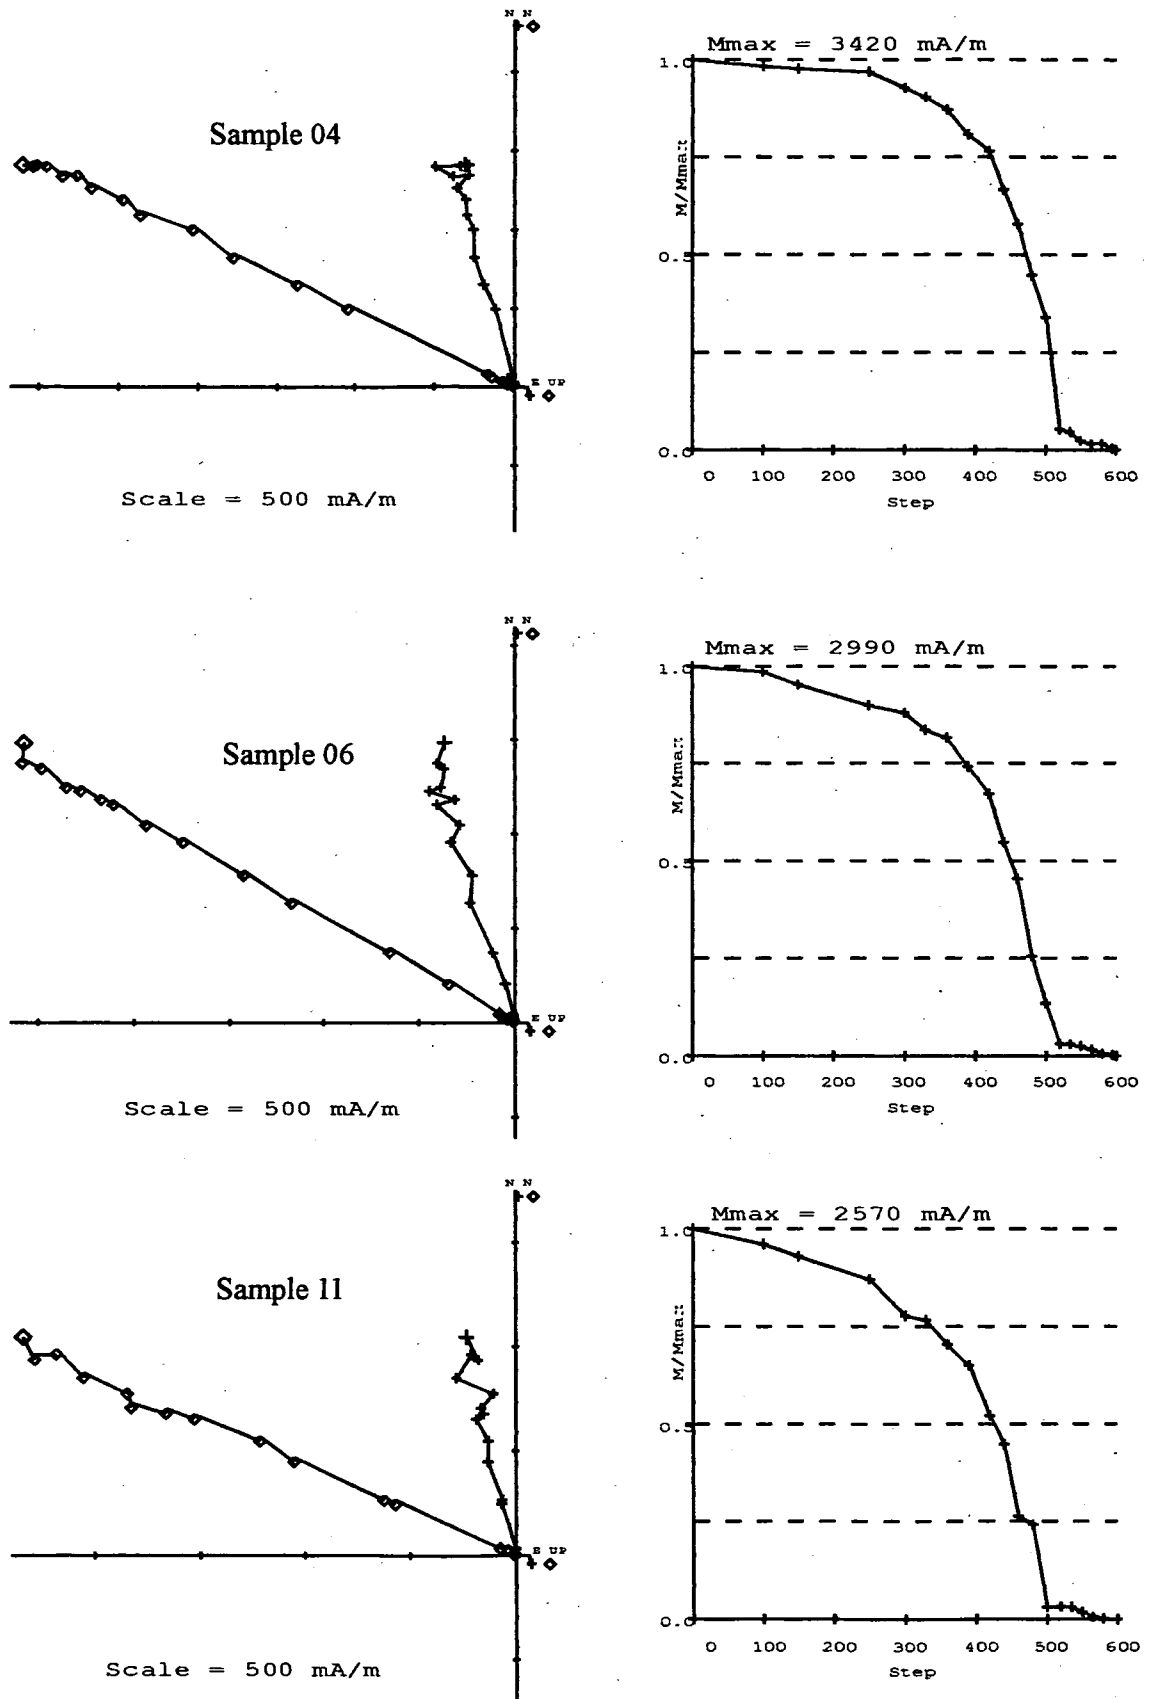 N N
Mmax = 3420 mA/m
1.0
Sample 04
M/Mmax
0.5
E UP
0.0
0 100 200 300 400 500 600
Scale = 500 mA/m
Step
N N
Mmax = 2990 mA/m
1.0
Sample 06
M/Mmax
0.5
E UP
0.0
0 100 200 300 400 500 600
Scale = 500 mA/m
Step
N N
Mmax = 2570 mA/m
1.0
Sample 11
M/Mmax
0.5
E UP
0.0
0 100 200 300 400 500 600
Scale = 500 mA/m
Step